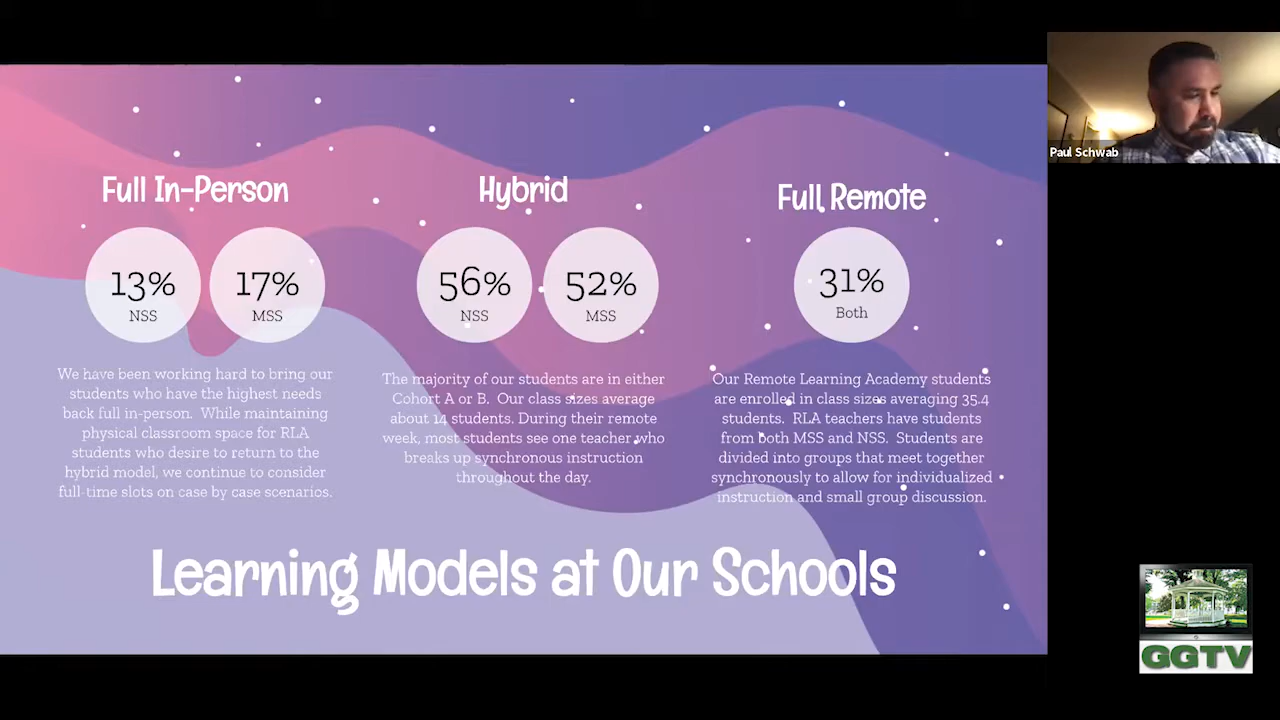 Full In-Person
13%
NSS
17%
MSS
We have been working hard to bring our
students who have the highest needs
back full in-person. While maintaining
physical classroom space for RLA
students who desire to return to the
hybrid model, we continue to consider
full-time slots on case by case scenarios.
Hybrid
56%
NSS
52%
MSS
The majority of our students are in either
Cohort A or B. Our class sizes average
about 14 students. During their remote
week, most students see one teacher who
breaks up synchronous instruction
throughout the day.
Full Remote
31%
Both
Our Remote Learning Academy students
are enrolled in class sizes averaging 35.4
students. RLA teachers have students
from both MSS and NSS. Students are
divided into groups that meet together
synchronously to allow for individualized
instruction and small group discussion.
Learning Models at Our Schools
Paul Schwab
GGTV